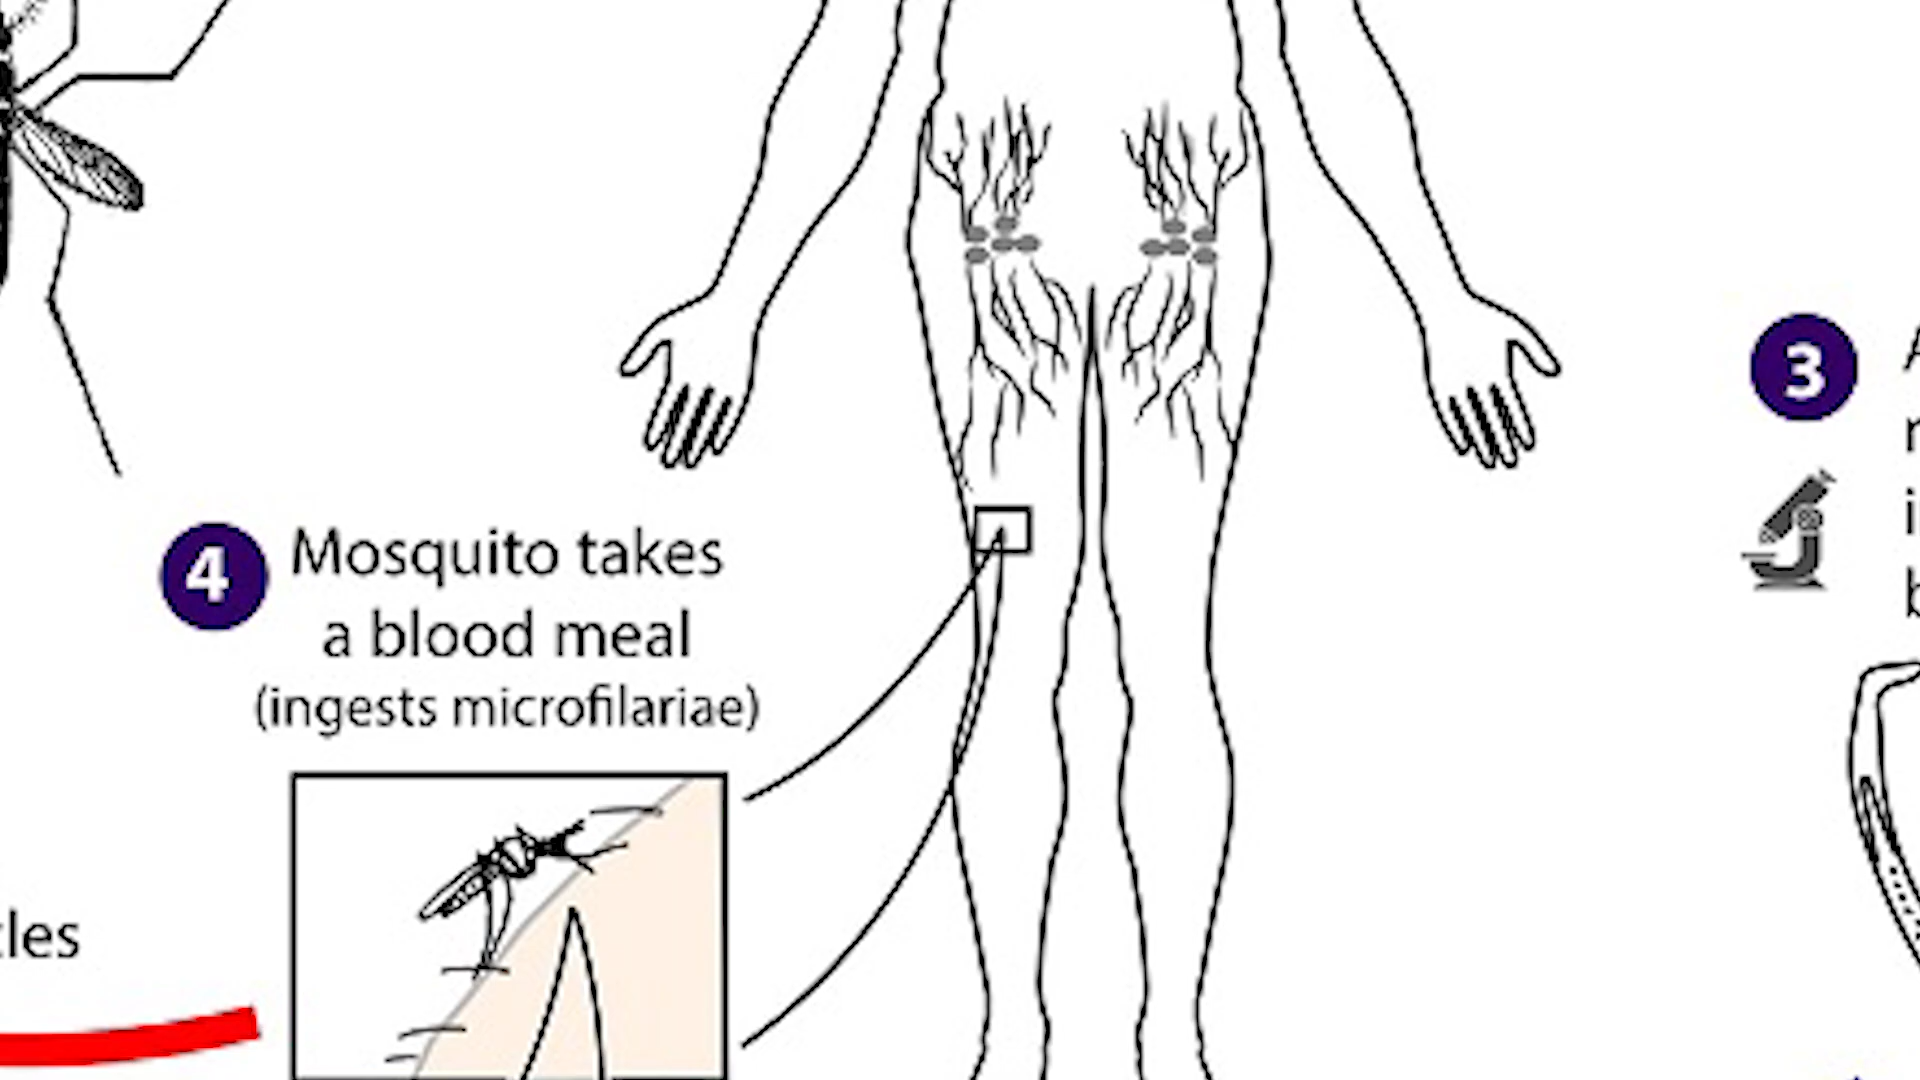 3
4
Mosquito takes
a blood meal
(ingests microfilariae)